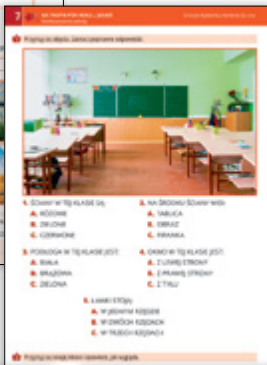 7
Przyjrzyj się zdjęciu. Zaznacz poprawne odpowiedzi.
1. ŚCIANY W TEJ KLASIE SĄ:
A. RÓŻOWE
B. ZIELONE
C. CZERWONE
2. NA ŚRODKU ŚCIANY WISI:
A. TABLICA
B. OBRAZ
C. FIRANKA
3. PODŁOGA W TEJ KLASIE JEST:
A. BIAŁA
B. BRĄZOWA
C. ZIELONA
4. OKNO W TEJ KLASIE JEST:
A. Z LEWEJ STRONY
B. Z PRAWEJ STRONY
C. Z TYŁU
5. ŁAWKI STOJĄ:
A. W JEDNYM RZĘDZIE
B. W DWÓCH RZĘDACH
C. W TRZECH RZĘDACH